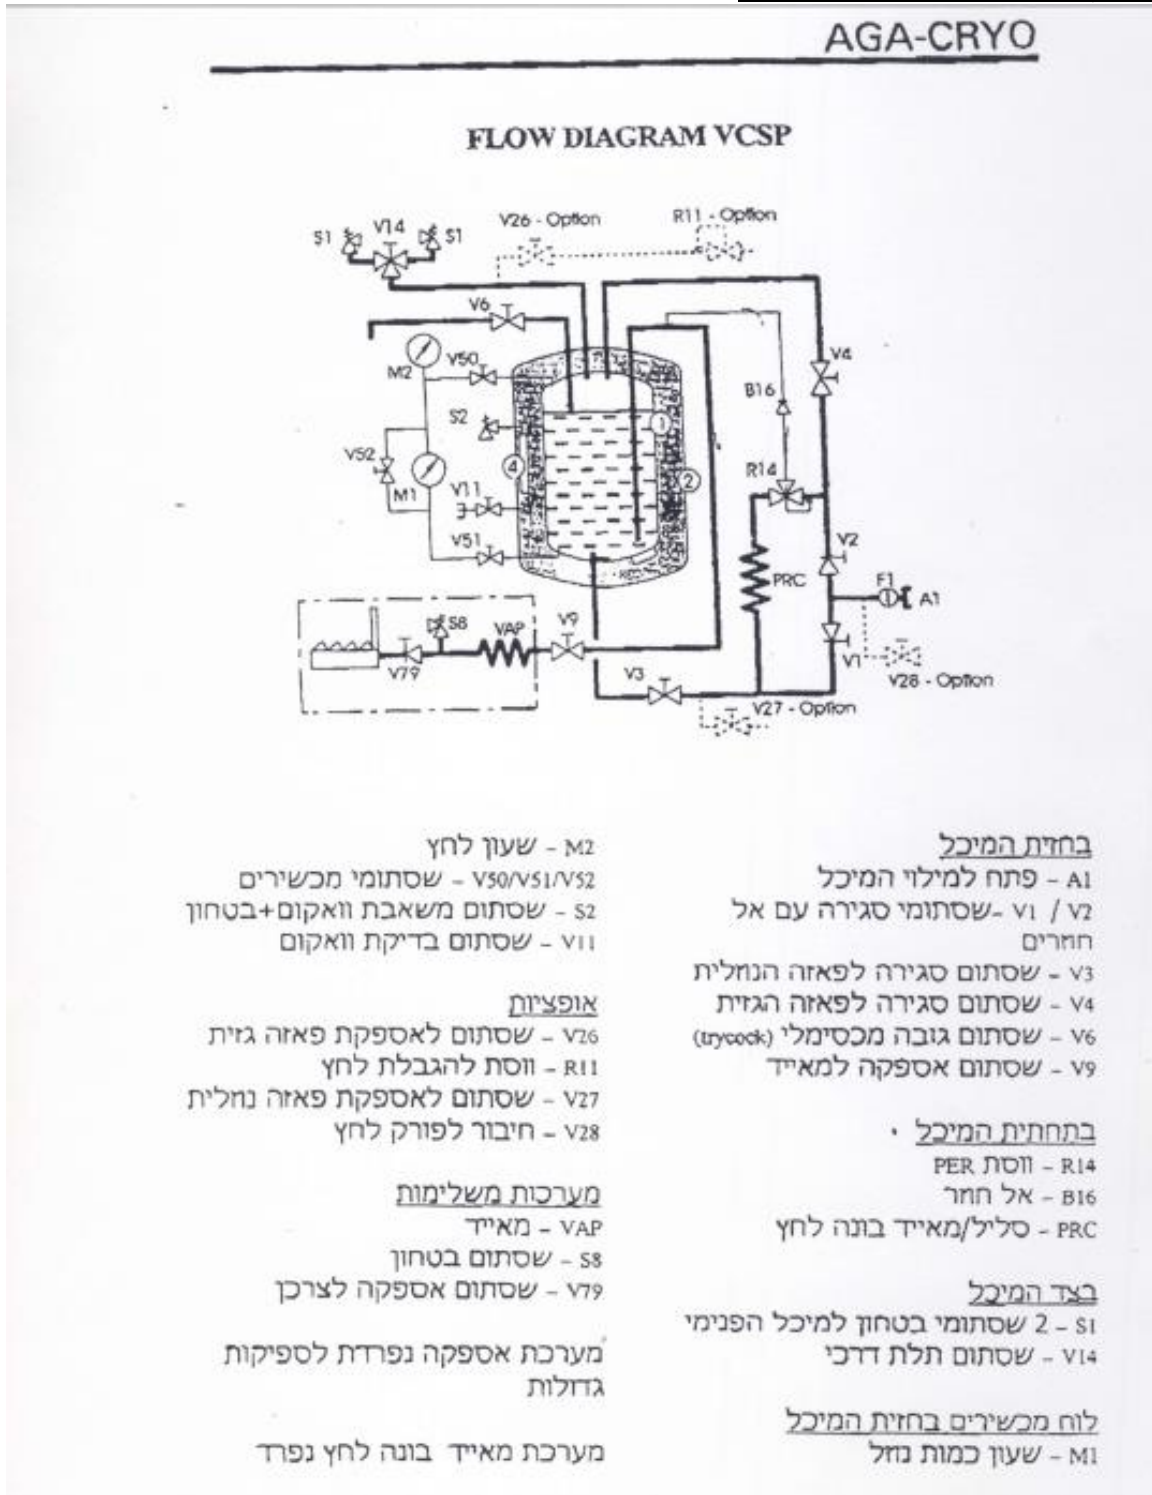 AGA-CRYO
FLOW DIAGRAM VCSP
V26 - Option
R11 - Option
S1
V14
S1
V6
V4
M2
V50
B16
S2
1
V52
4
2
R14
M1
V11
V51
V2
PRC
F1
A1
S8
VAP
V9
V79
V3
V1
V28 - Option
V27 - Option
בחזית המיכל
A1 - פתח למילוי המיכל
V1 / V2 -שסתומי סגירה עם אל
חוזרים
V3 - שסתום סגירה לפאזה הנוזלית
V4 - שסתום סגירה לפאזה הגזית
V6 - שסתום גובה מכסימלי (trycock)
V9 - שסתום אספקה למאייד
בתחתית המיכל
R14 - ווסת PER
B16 - אל חוזר
PRC - סליל/מאייד בונה לחץ
בצד המיכל
S1 - 2 שסתומי בטחון למיכל הפנימי
V14 - שסתום תלת דרכי
לוח מכשירים בחזית המיכל
M1 - שעון כמות נוזל
M2 - שעון לחץ
V50/V51/V52 - שסתומי מכשירים
S2 - שסתום משאבת וואקום+בטחון
V11 - שסתום בדיקת וואקום
אופציות
V26 - שסתום לאספקת פאזה גזית
R11 - ווסת להגבלת לחץ
V27 - שסתום לאספקת פאזה נוזלית
V28 - חיבור לפורק לחץ
מערכות משלימות
VAP - מאייד
S8 - שסתום בטחון
V79 - שסתום אספקה לצרכן
מערכת אספקה נפרדת לספיקות
גדולות
מערכת מאייד בונה לחץ נפרד